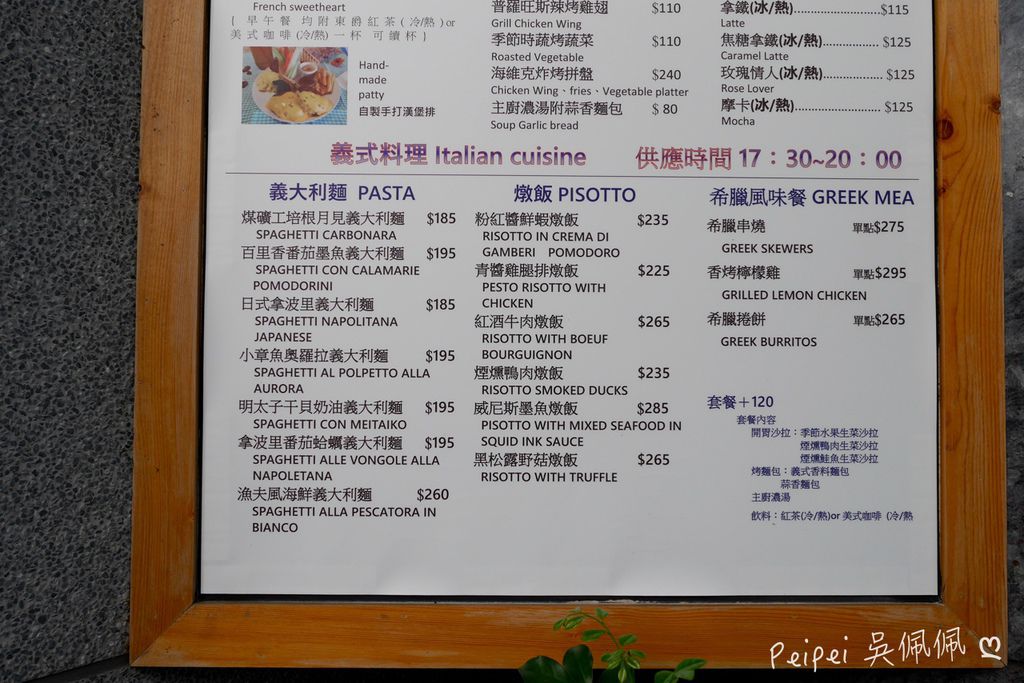 French sweetheart
{ 早 午 餐 均 附 東 爵 紅 茶 ( 冷/熱 ) or
美 式 咖 啡 (冷/熱) 一 杯 可 續 杯 }
Hand-
made
patty
自製手打漢堡排
普羅旺斯辣烤雞翅 $110
Grill Chicken Wing
季節時蔬烤蔬菜 $110
Roasted Vegetable
海維克炸烤拼盤 $240
Chicken Wing、fries、Vegetable platter
主廚濃湯附蒜香麵包 $ 80
Soup Garlic bread
拿鐵(冰/熱)........................$115
Latte
焦糖拿鐵(冰/熱)................. $125
Caramel Latte
玫瑰情人(冰/熱)................... $125
Rose Lover
摩卡(冰/熱)..........................$125
Mocha
義式料理 Italian cuisine 供應時間 17：30~20：00
義大利麵 PASTA
煤礦工培根月見義大利麵 $185
SPAGHETTI CARBONARA
百里香番茄墨魚義大利麵 $195
SPAGHETTI CON CALAMARIE
POMODORINI
日式拿波里義大利麵 $185
SPAGHETTI NAPOLITANA
JAPANESE
小章魚奧羅拉義大利麵 $195
SPAGHETTI AL POLPETTO ALLA
AURORA
明太子干貝奶油義大利麵 $195
SPAGHETTI CON MEITAIKO
拿波里番茄蛤蠣義大利麵 $195
SPAGHETTI ALLE VONGOLE ALLA
NAPOLETANA
漁夫風海鮮義大利麵 $260
SPAGHETTI ALLA PESCATORA IN
BIANCO
燉飯 PISOTTO
粉紅醬鮮蝦燉飯 $235
RISOTTO IN CREMA DI
GAMBERI POMODORO
青醬雞腿排燉飯 $225
PESTO RISOTTO WITH
CHICKEN
紅酒牛肉燉飯 $265
RISOTTO WITH BOEUF
BOURGUIGNON
煙燻鴨肉燉飯 $235
RISOTTO SMOKED DUCKS
威尼斯墨魚燉飯 $285
PISOTTO WITH MIXED SEAFOOD IN
SQUID INK SAUCE
黑松露野菇燉飯 $265
RISOTTO WITH TRUFFLE
希臘風味餐 GREEK MEA
希臘串燒 單點$275
GREEK SKEWERS
香烤檸檬雞 單點$295
GRILLED LEMON CHICKEN
希臘捲餅 單點$265
GREEK BURRITOS
套餐＋120
套餐內容
開胃沙拉：季節水果生菜沙拉
煙燻鴨肉生菜沙拉
煙燻鮭魚生菜沙拉
烤麵包：義式香料麵包
蒜香麵包
主廚濃湯
飲料：紅茶(冷/熱)or 美式咖啡 (冷/熱
Peipei 吳佩佩